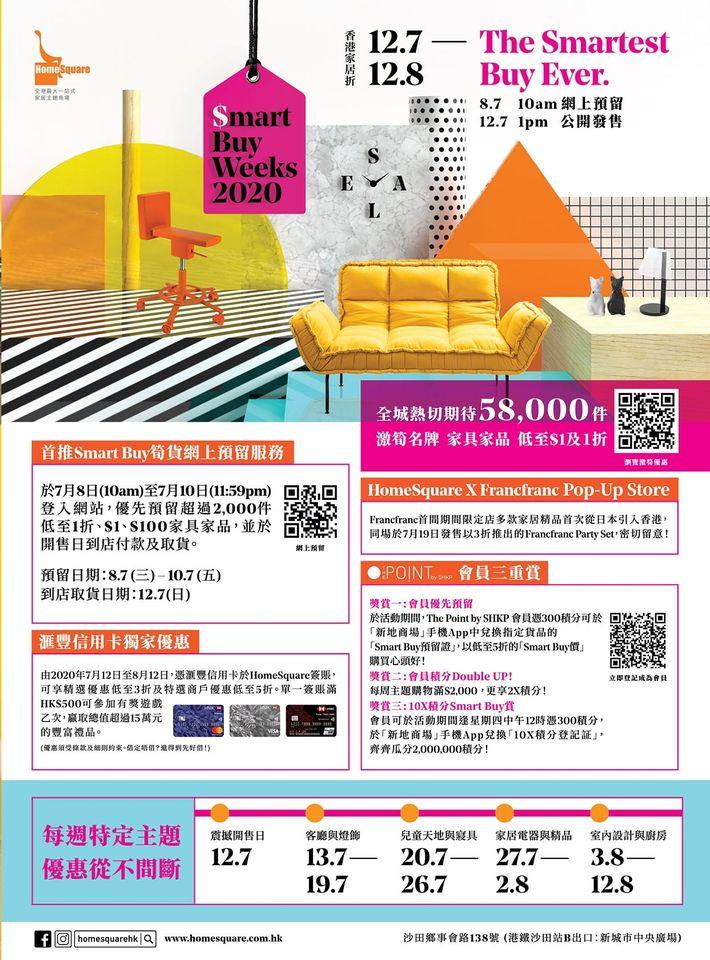 HomeSquare
全港最大一站式
家居主題商場
$mart
Buy
Weeks
2020
香港家居折
12.7 —
12.8
The Smartest
Buy Ever.
8.7 10am 網上預留
12.7 1pm 公開發售
S
E A
L
全城熱切期待58,000件
激筍名牌 家具家品 低至$1及1折
瀏覽激筍優惠
首推Smart Buy筍貨網上預留服務
於7月8日(10am)至7月10日(11:59pm)
登入網站，優先預留超過2,000件
低至1折、$1、$100家具家品，並於
開售日到店付款及取貨。
網上預留
預留日期：8.7 (三) – 10.7 (五)
到店取貨日期：12.7(日)
滙豐信用卡獨家優惠
由2020年7月12日至8月12日，憑滙豐信用卡於HomeSquare簽賬，
可享精選優惠低至3折及特選商戶優惠低至5折。單一簽賬滿
HK$500可參加有獎遊戲
乙次，贏取總值超過15萬元
的豐富禮品。
(優惠須受條款及細則約束。借定唔借？還得到先好借！)
HomeSquare X Francfranc Pop-Up Store
Francfranc首間期間限定店多款家居精品首次從日本引入香港，
同場於7月19日發售以3折推出的Francfranc Party Set，密切留意！
THE POINT by SHKP 會員三重賞
獎賞一：會員優先預留
於活動期間，The Point by SHKP 會員憑300積分可於
「新地商場」手機App中兌換指定貨品的
「Smart Buy預留證」，以低至5折的「Smart Buy價」
購買心頭好！
立即登記成為會員
獎賞二：會員積分Double UP!
每周主題購物滿$2,000，更享2X積分！
獎賞三：10X積分Smart Buy賞
會員可於活動期間逢星期四中午12時憑300積分，
於「新地商場」手機App兌換「10X積分登記証」，
齊齊瓜分2,000,000積分！
每週特定主題
優惠從不間斷
震撼開售日
12.7
客廳與燈飾
13.7—
19.7
兒童天地與寢具
20.7—
26.7
家居電器與精品
27.7—
2.8
室內設計與廚房
3.8—
12.8
homesquarehk
www.homesquare.com.hk
沙田鄉事會路138號 (港鐵沙田站B出口：新城市中央廣場)